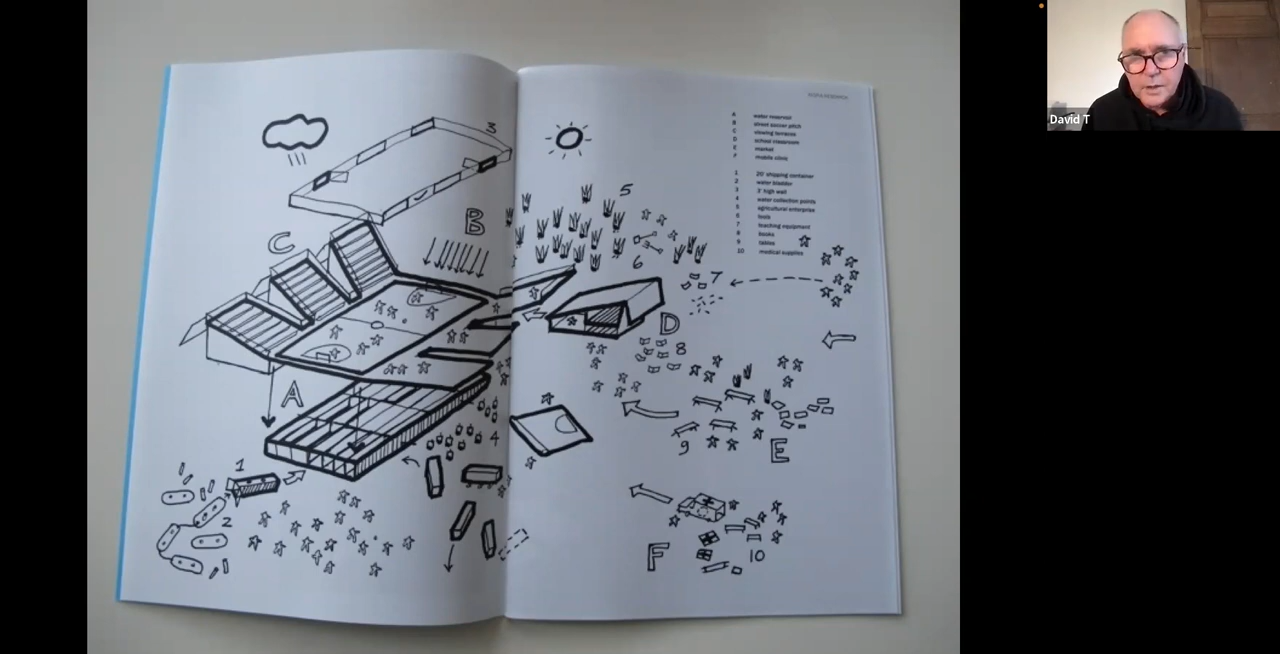 David T
A water reservoir
B street soccer pitch
C viewing terraces
D school classroom
E market
F mobile clinic
1 20' shipping container
2 water bladder
3 3' high wall
4 water collection points
5 agricultural enterprise
6 tools
7 teaching equipment
8 books
9 tables
10 medical supplies
3
5
B
C
6
7
D
8
A
4
9
E
1
2
F
10